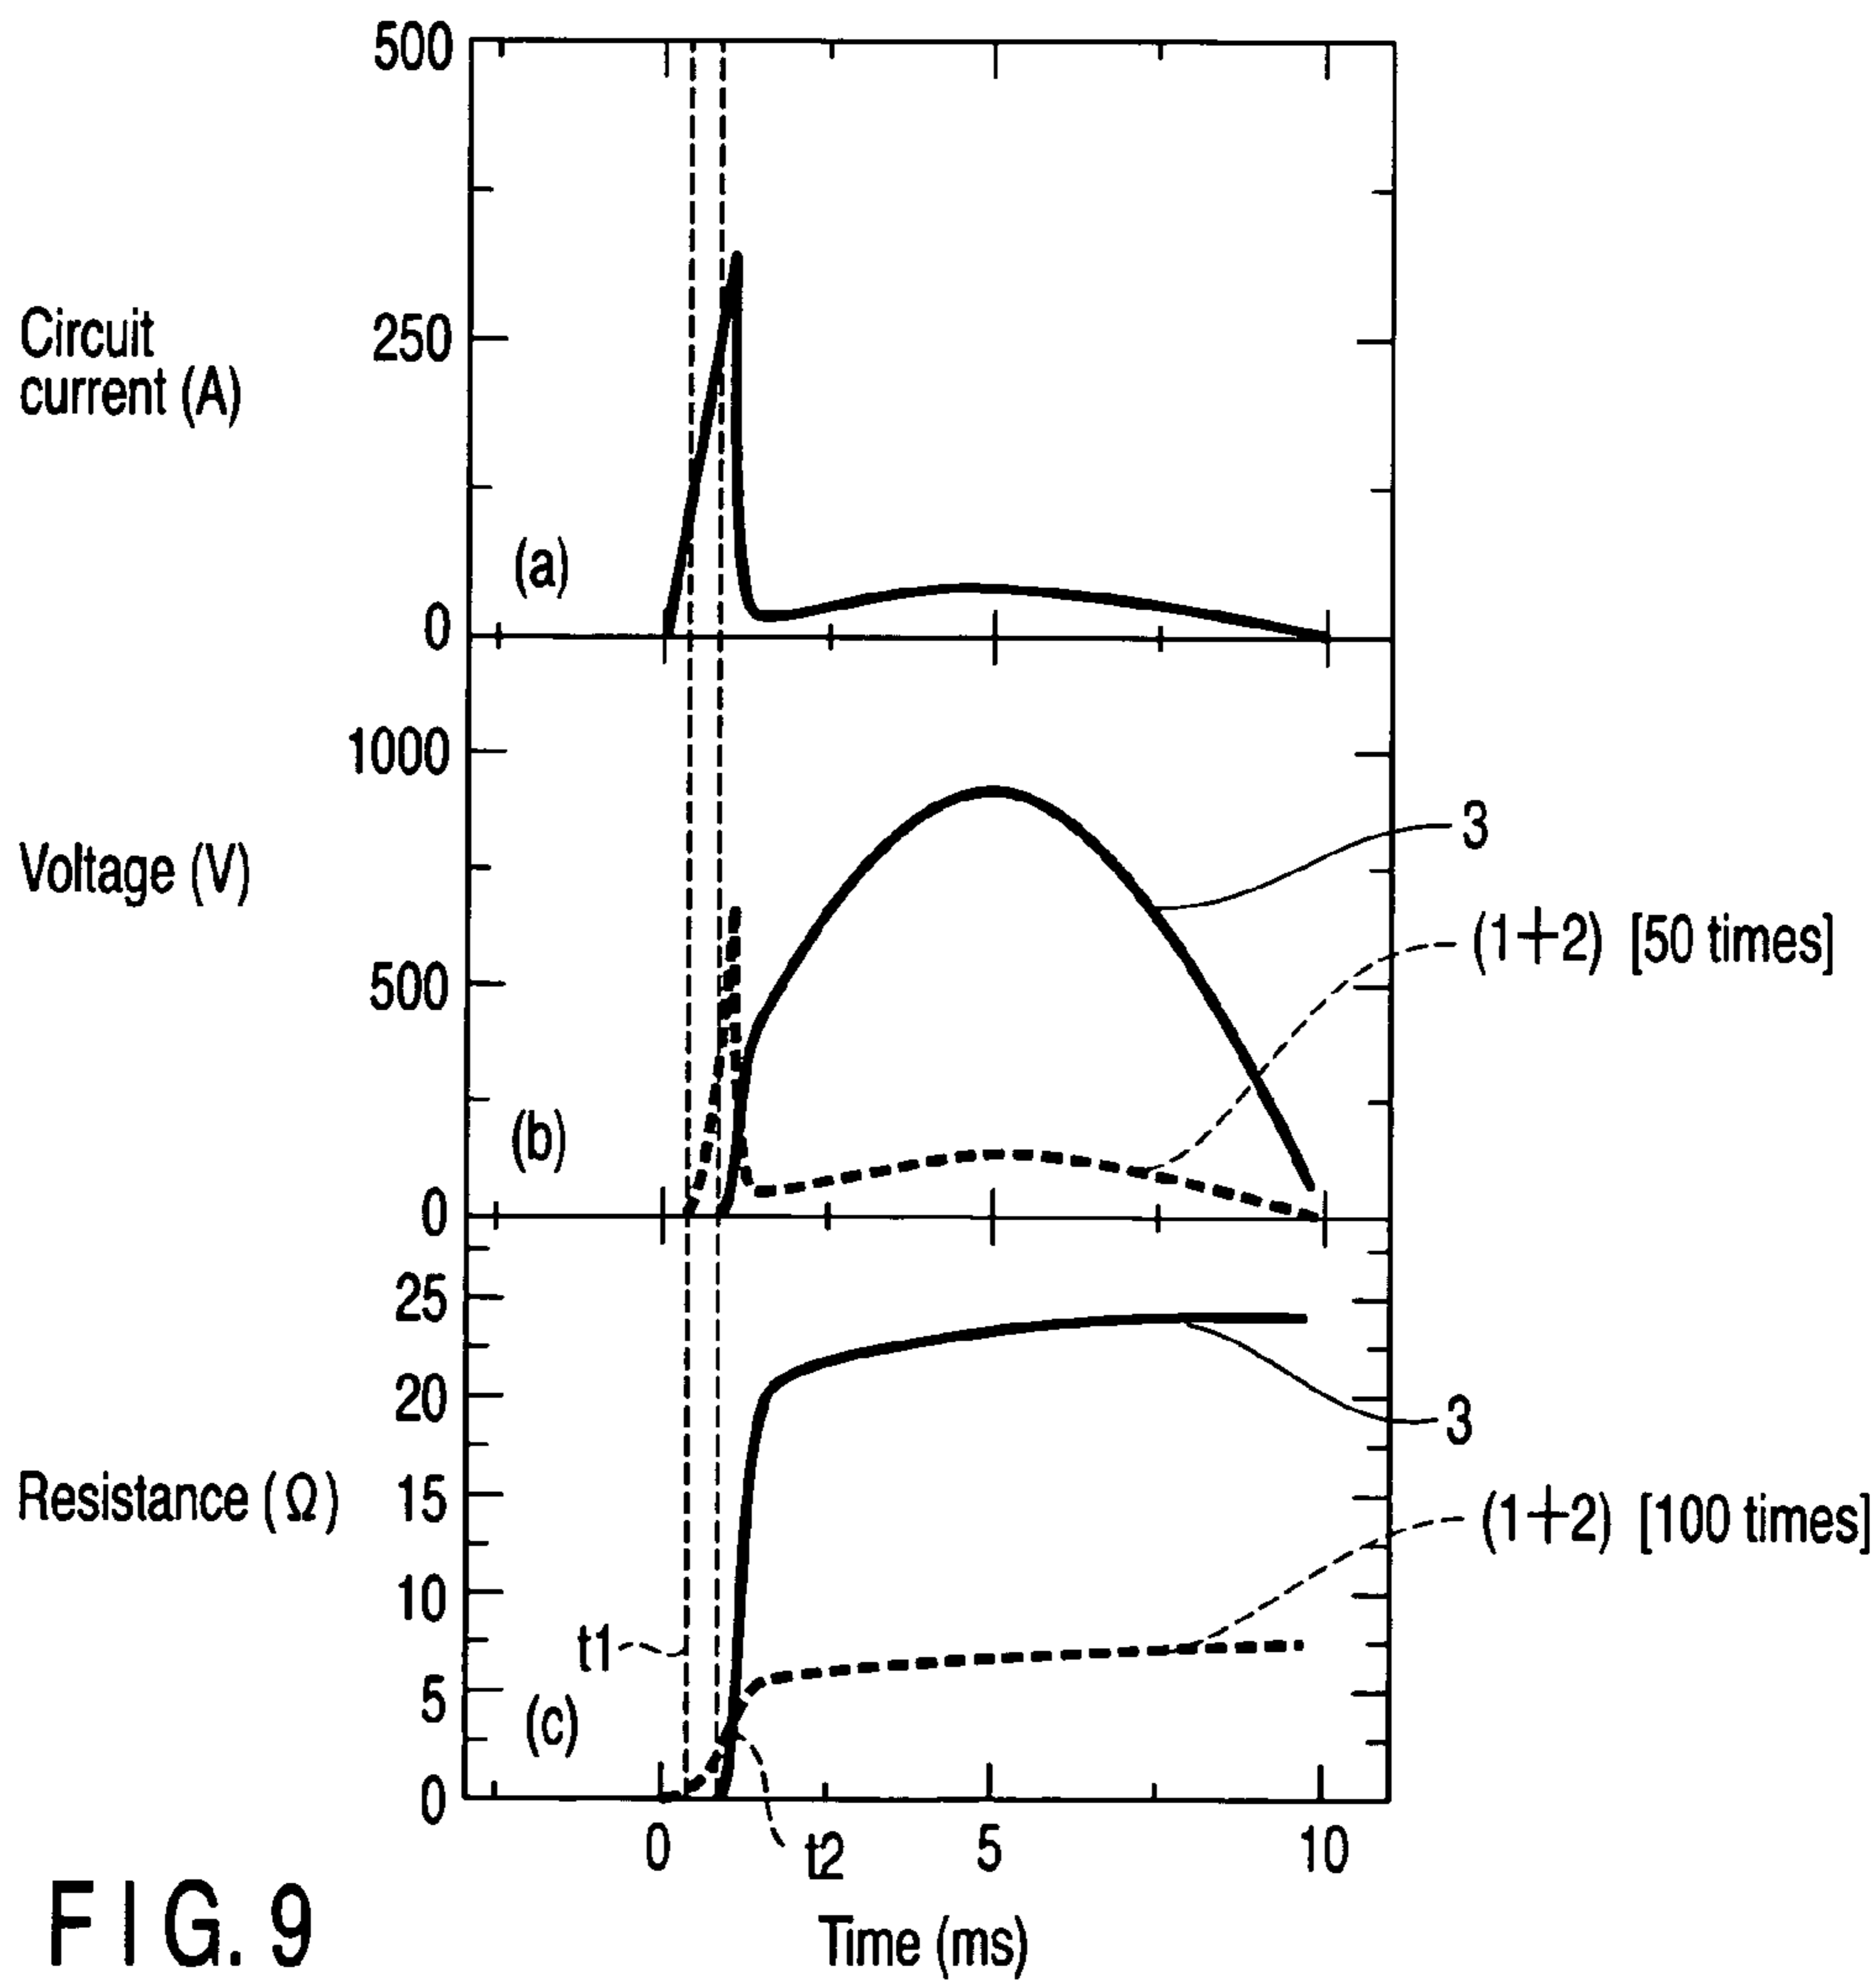 500
Circuit
current (A)
250
(a)
0
1000
Voltage (V)
3
(1+2) [50 times]
500
(b)
0
25
20
3
Resistance (Ω)
15
(1+2) [100 times]
10
t1
5
(c)
0
0
t2
5
10
Time (ms)
FIG. 9